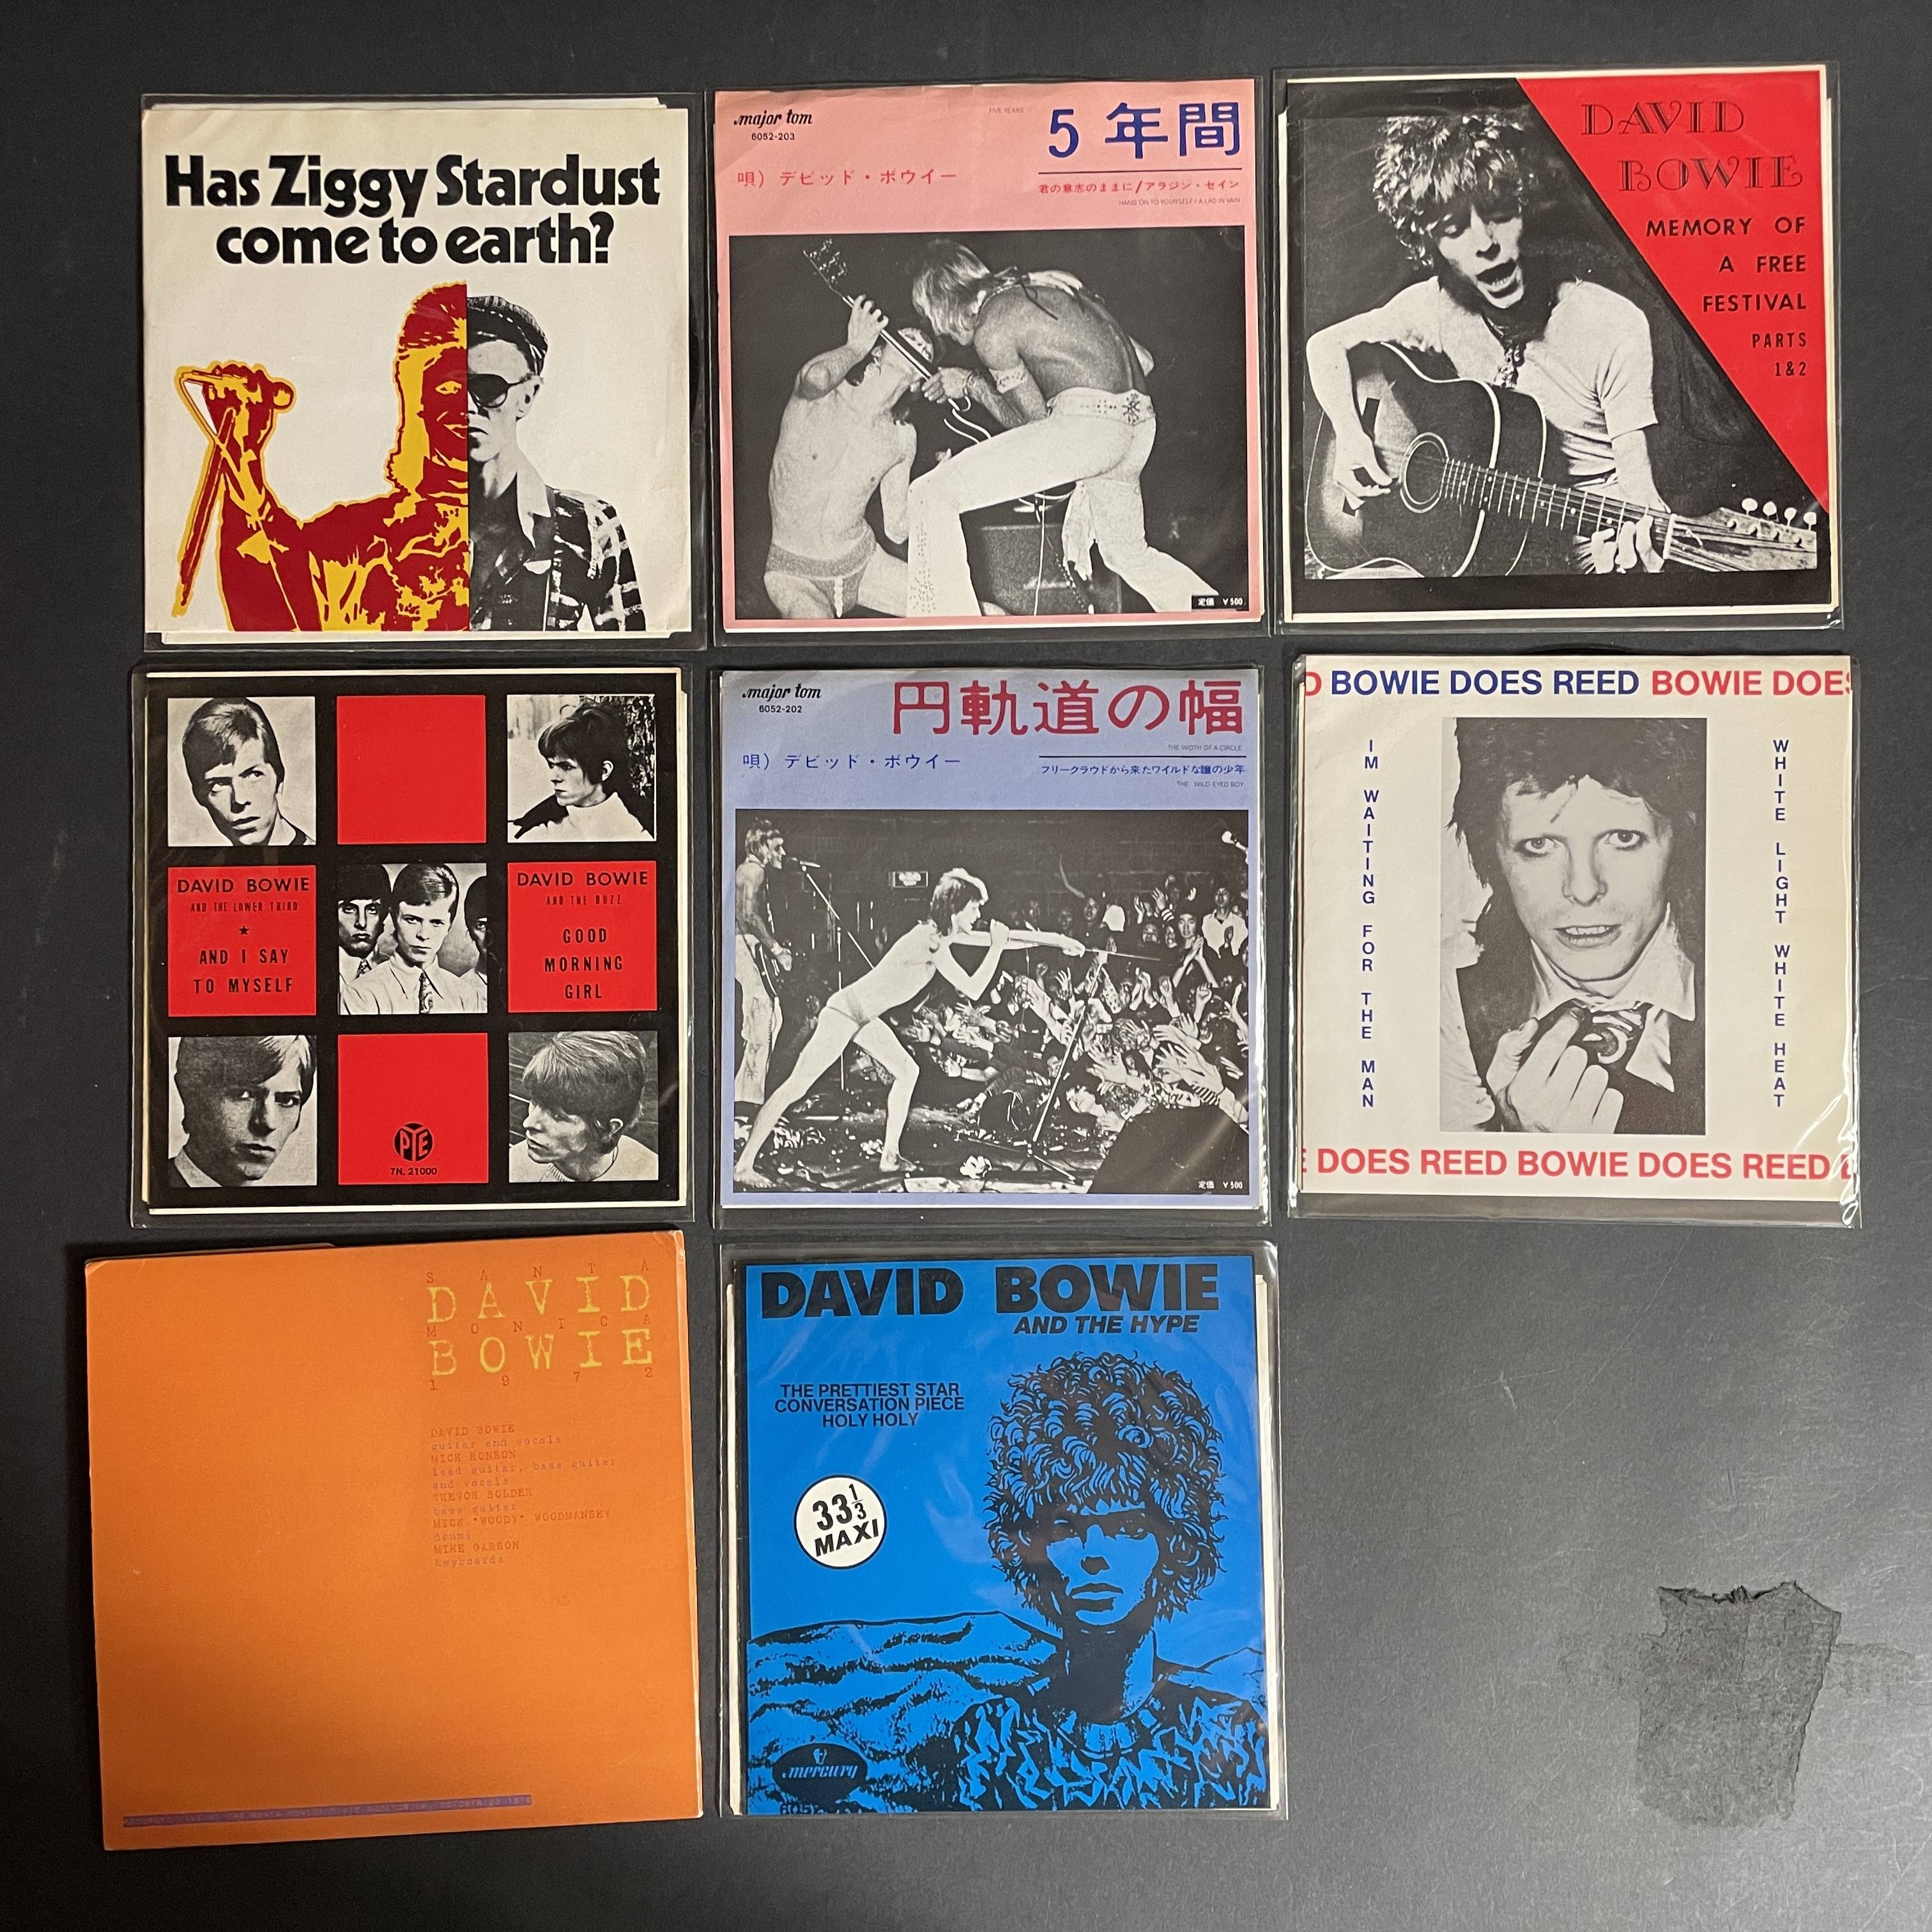 Has Ziggy Stardust
come to earth?
major tom
6052-203
FIVE YEARS
5年間
唄) デビッド・ボウイー
君の意志のままに/アラジン・セイン
HANG ON TO YOURSELF / A LAD IN VAIN
定価 ¥500
DAVID
BOWIE
MEMORY OF
A FREE
FESTIVAL
PARTS
1&2
DAVID BOWIE
AND THE LOWER THIRD
★
AND I SAY
TO MYSELF
DAVID BOWIE
AND THE BUZZ
GOOD
MORNING
GIRL
PYE
7N. 21000
major tom
6052-202
円軌道の幅
THE WIDTH OF A CIRCLE
唄) デビッド・ボウイー
フリークラウドから来たワイルドな瞳の少年
THE WILD-EYED BOY
定価 ¥500
D BOWIE DOES REED BOWIE DOES
IM WAITING FOR THE MAN
WHITE LIGHT WHITE HEAT
E DOES REED BOWIE DOES REED
SANTA
DAVID
MONICA
BOWIE
1972
DAVID BOWIE
guitar and vocals
MICK RONSON
lead guitar, bass guitar
and vocals
TREVOR BOLDER
bass guitar
MICK "WOODY" WOODMANSEY
drums
MIKE GARSON
keyboards
DAVID BOWIE
AND THE HYPE
THE PRETTIEST STAR
CONVERSATION PIECE
HOLY HOLY
33 1/3
MAXI
mercury